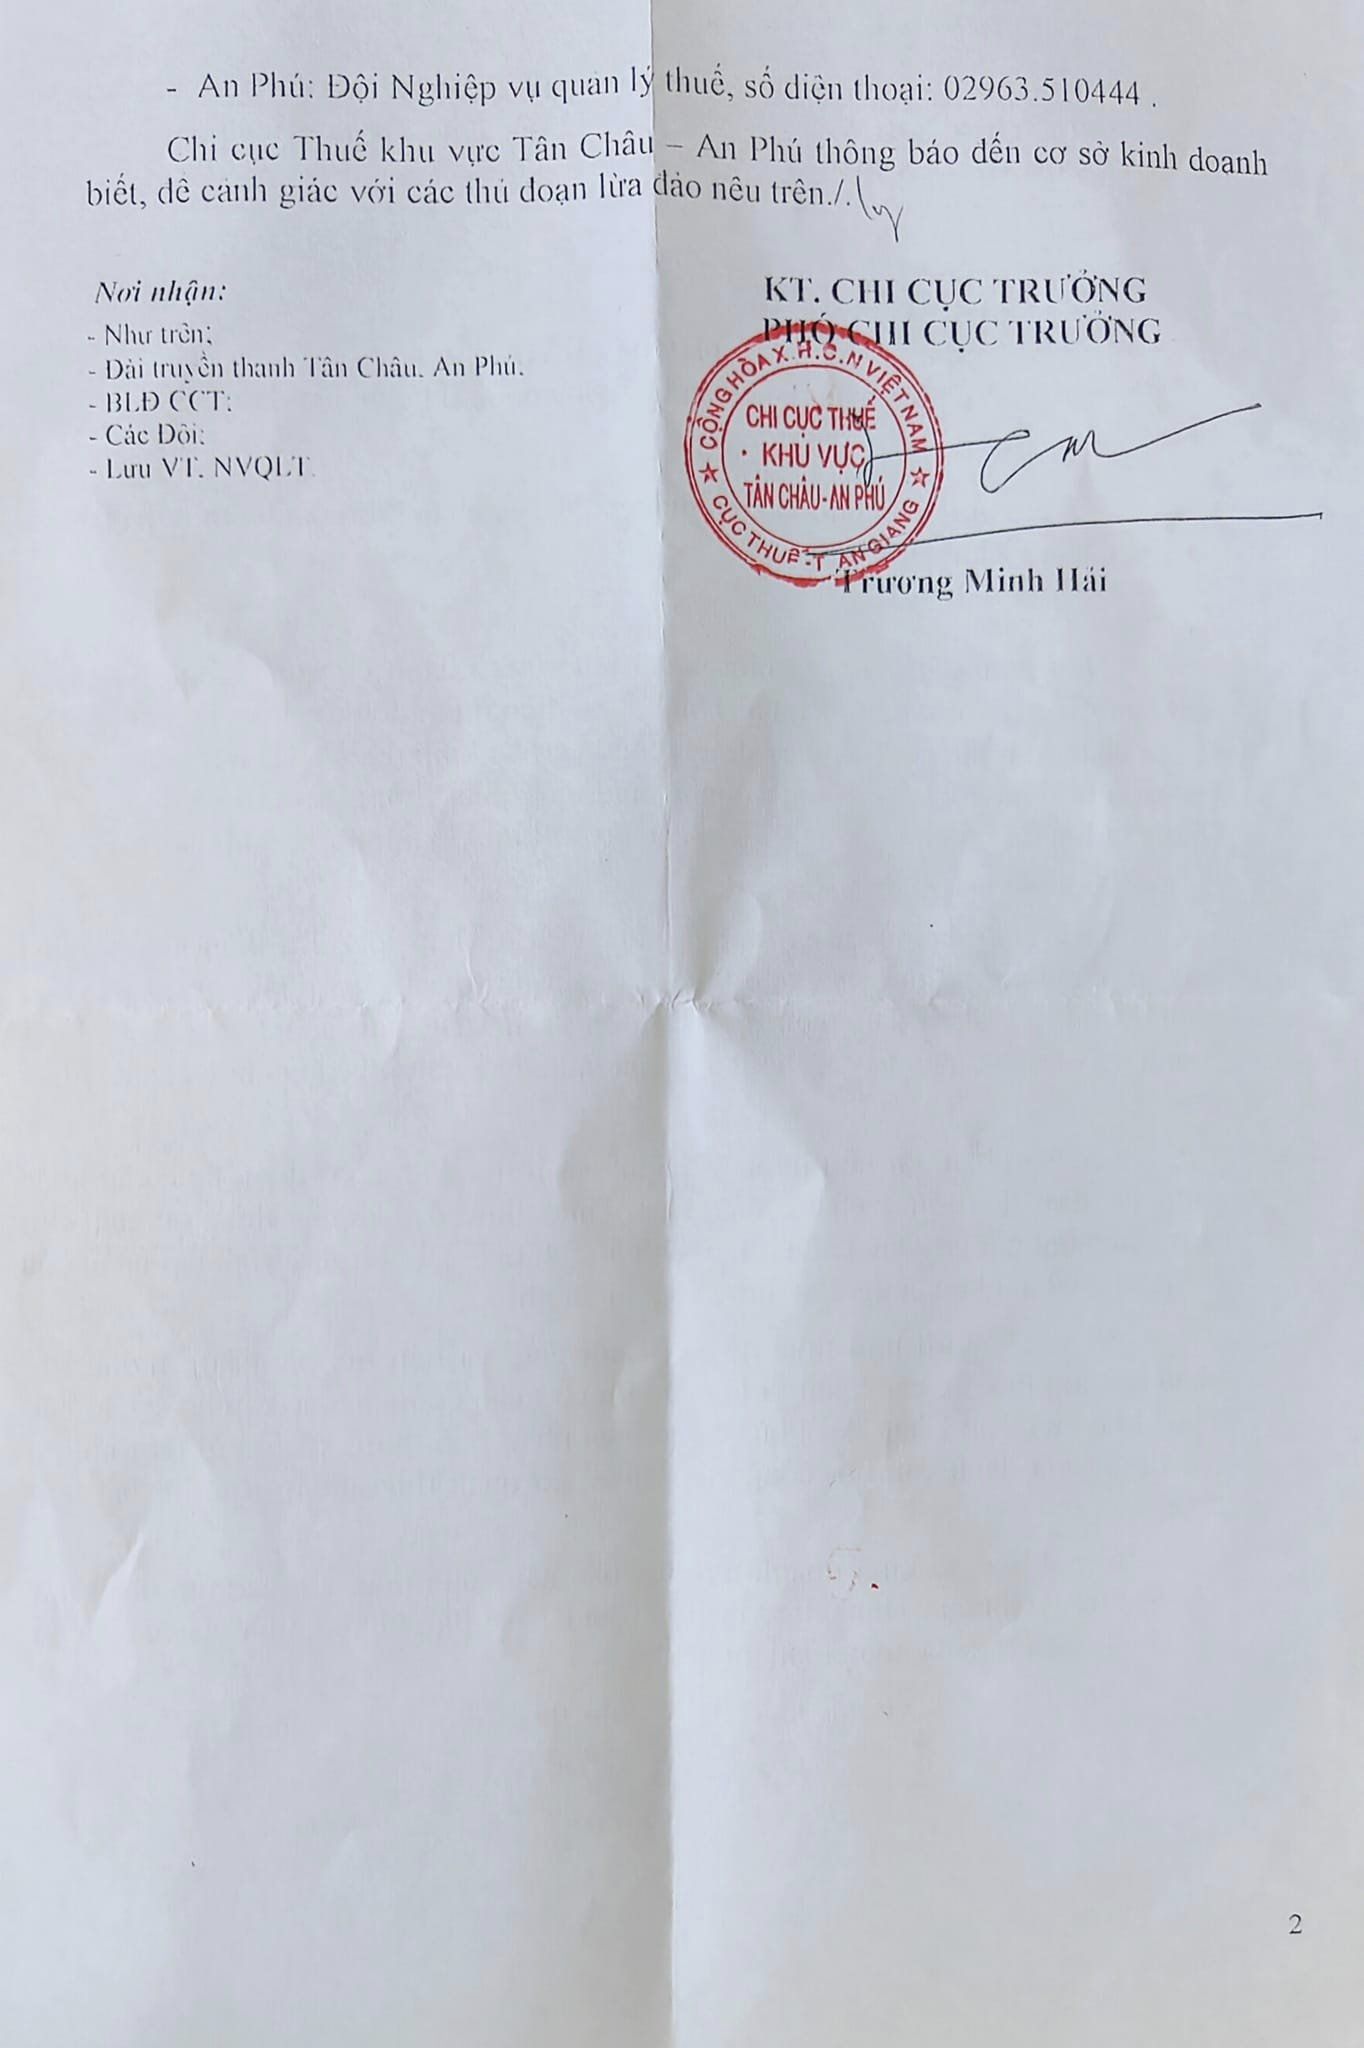 - An Phú: Đội Nghiệp vụ quản lý thuế, số điện thoại: 02963.510444 .
Chi cục Thuế khu vực Tân Châu – An Phú thông báo đến cơ sở kinh doanh
biết, để cảnh giác với các thủ đoạn lừa đảo nêu trên./.
Nơi nhận:
- Như trên;
- Đài truyền thanh Tân Châu. An Phú.
- BLĐ CCT;
- Các Đội;
- Lưu VT. NVQLT.
KT. CHI CỤC TRƯỞNG
PHÓ CHI CỤC TRƯỞNG
CỘNG HÒA X.H.C.N VIỆT NAM
CHI CỤC THUẾ
KHU VỰC
TÂN CHÂU-AN PHÚ
CỤC THUẾ-T AN GIANG
Trương Minh Hải
2